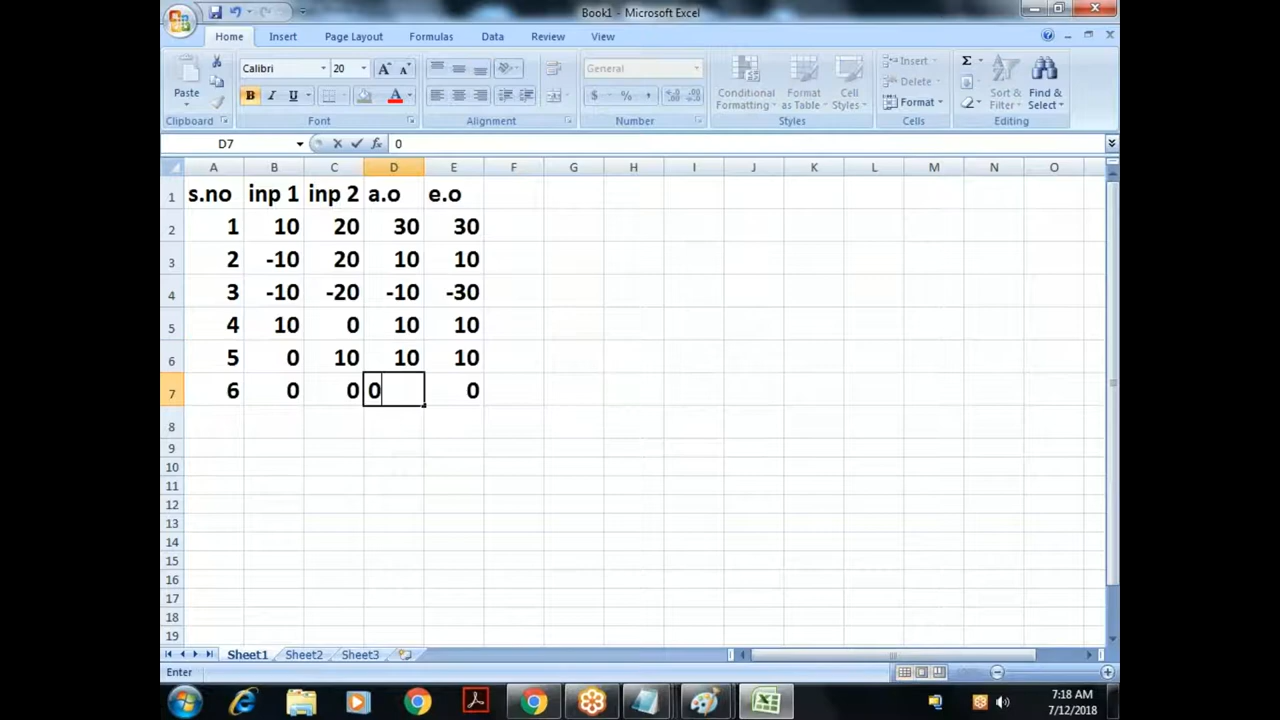 Book1 - Microsoft Excel
Home Insert Page Layout Formulas Data Review View
Calibri 20 General
Paste B I U $ % Conditional Formatting Format as Table Cell Styles Insert Delete Format Sort & Filter Find & Select
Clipboard Font Alignment Number Styles Cells Editing
D7 0
A B C D E F G H I J K L M N O
1 s.no inp 1 inp 2 a.o e.o
2 1 10 20 30 30
3 2 -10 20 10 10
4 3 -10 -20 -10 -30
5 4 10 0 10 10
6 5 0 10 10 10
7 6 0 0 0 0
8
9
10
11
12
13
14
15
16
17
18
19
Sheet1 Sheet2 Sheet3
Enter
7:18 AM
7/12/2018